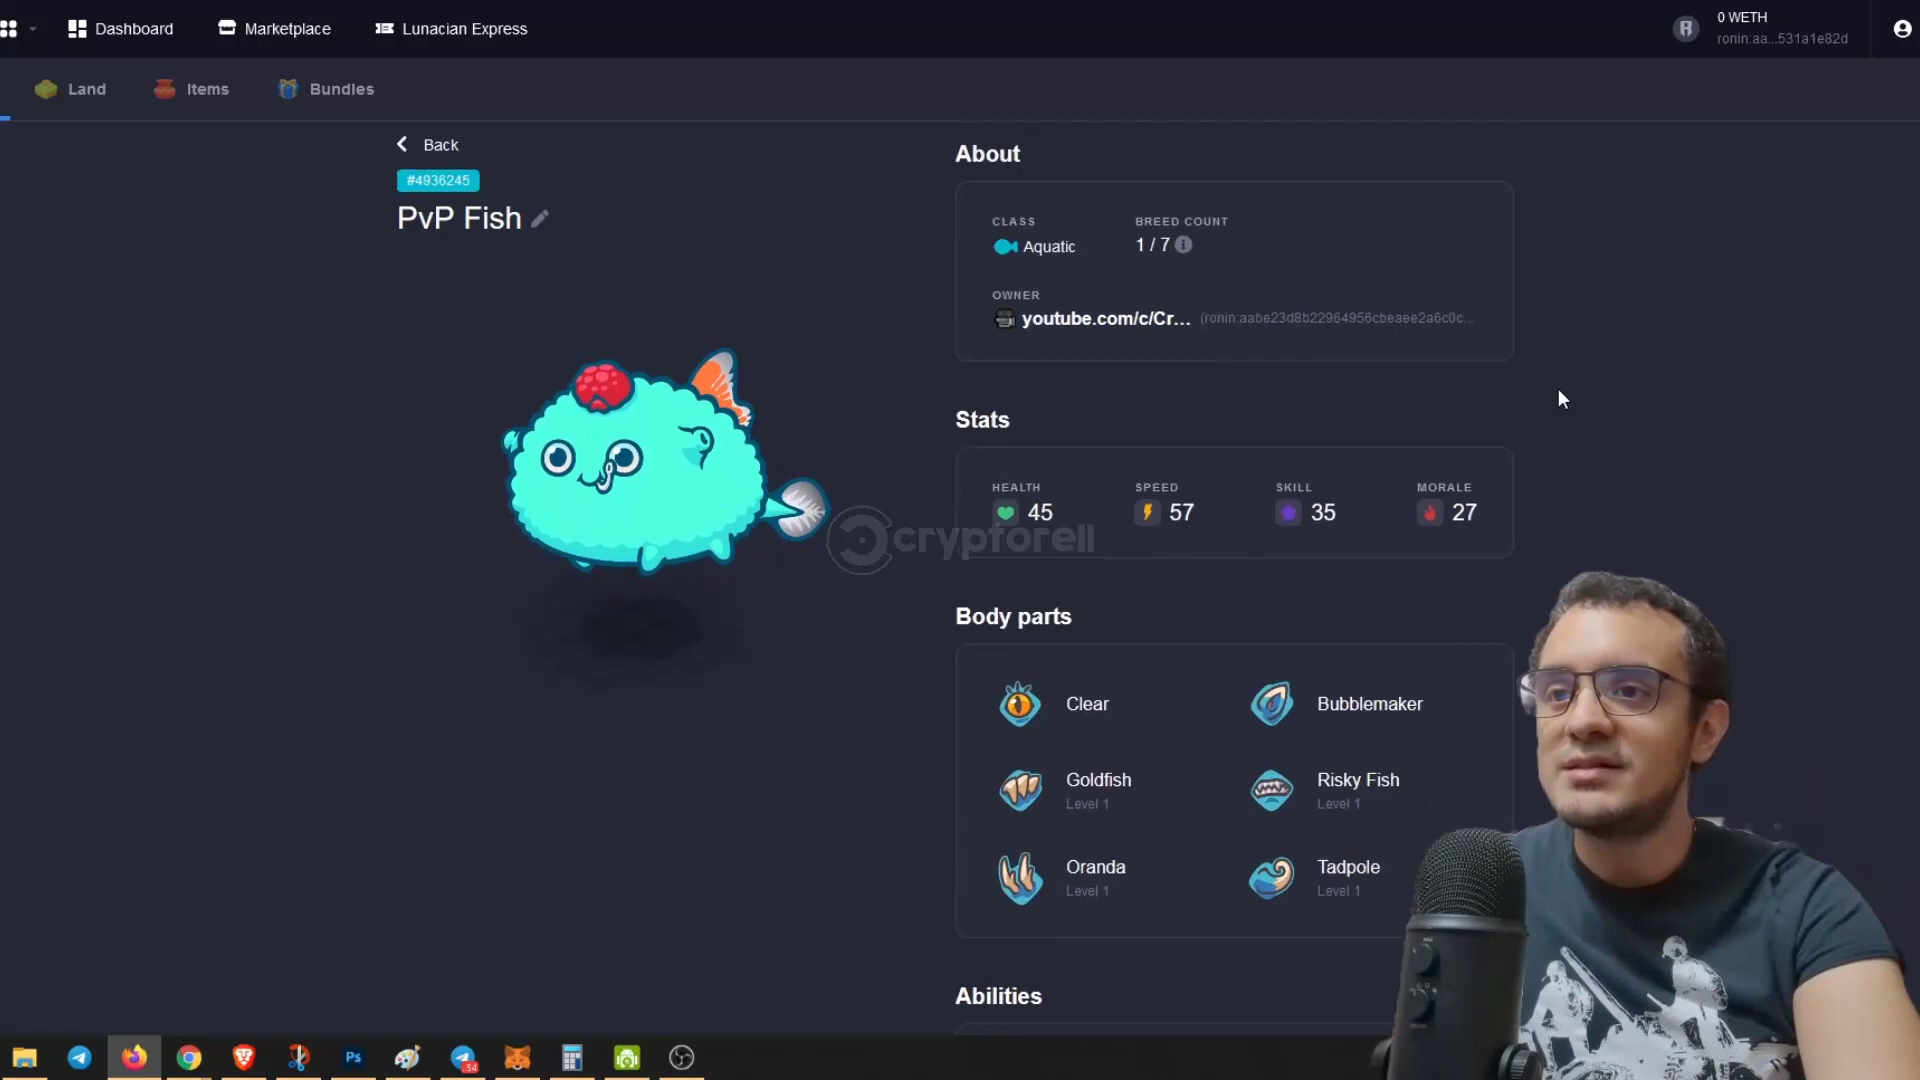 Dashboard
Marketplace
Lunacian Express
0 WETH
ronin:aa...531a1e82d
Land
Items
Bundles
Back
#4936245
PvP Fish
About
CLASS
BREED COUNT
Aquatic
1 / 7
OWNER
youtube.com/c/Cr... (ronin:aabe23d8b22964956cbeaee2a6c0c...
Stats
HEALTH
SPEED
SKILL
MORALE
45
57
35
27
cryptorell
Body parts
Clear
Bubblemaker
Goldfish
Level 1
Risky Fish
Level 1
Oranda
Level 1
Tadpole
Level 1
Abilities
Ps
54